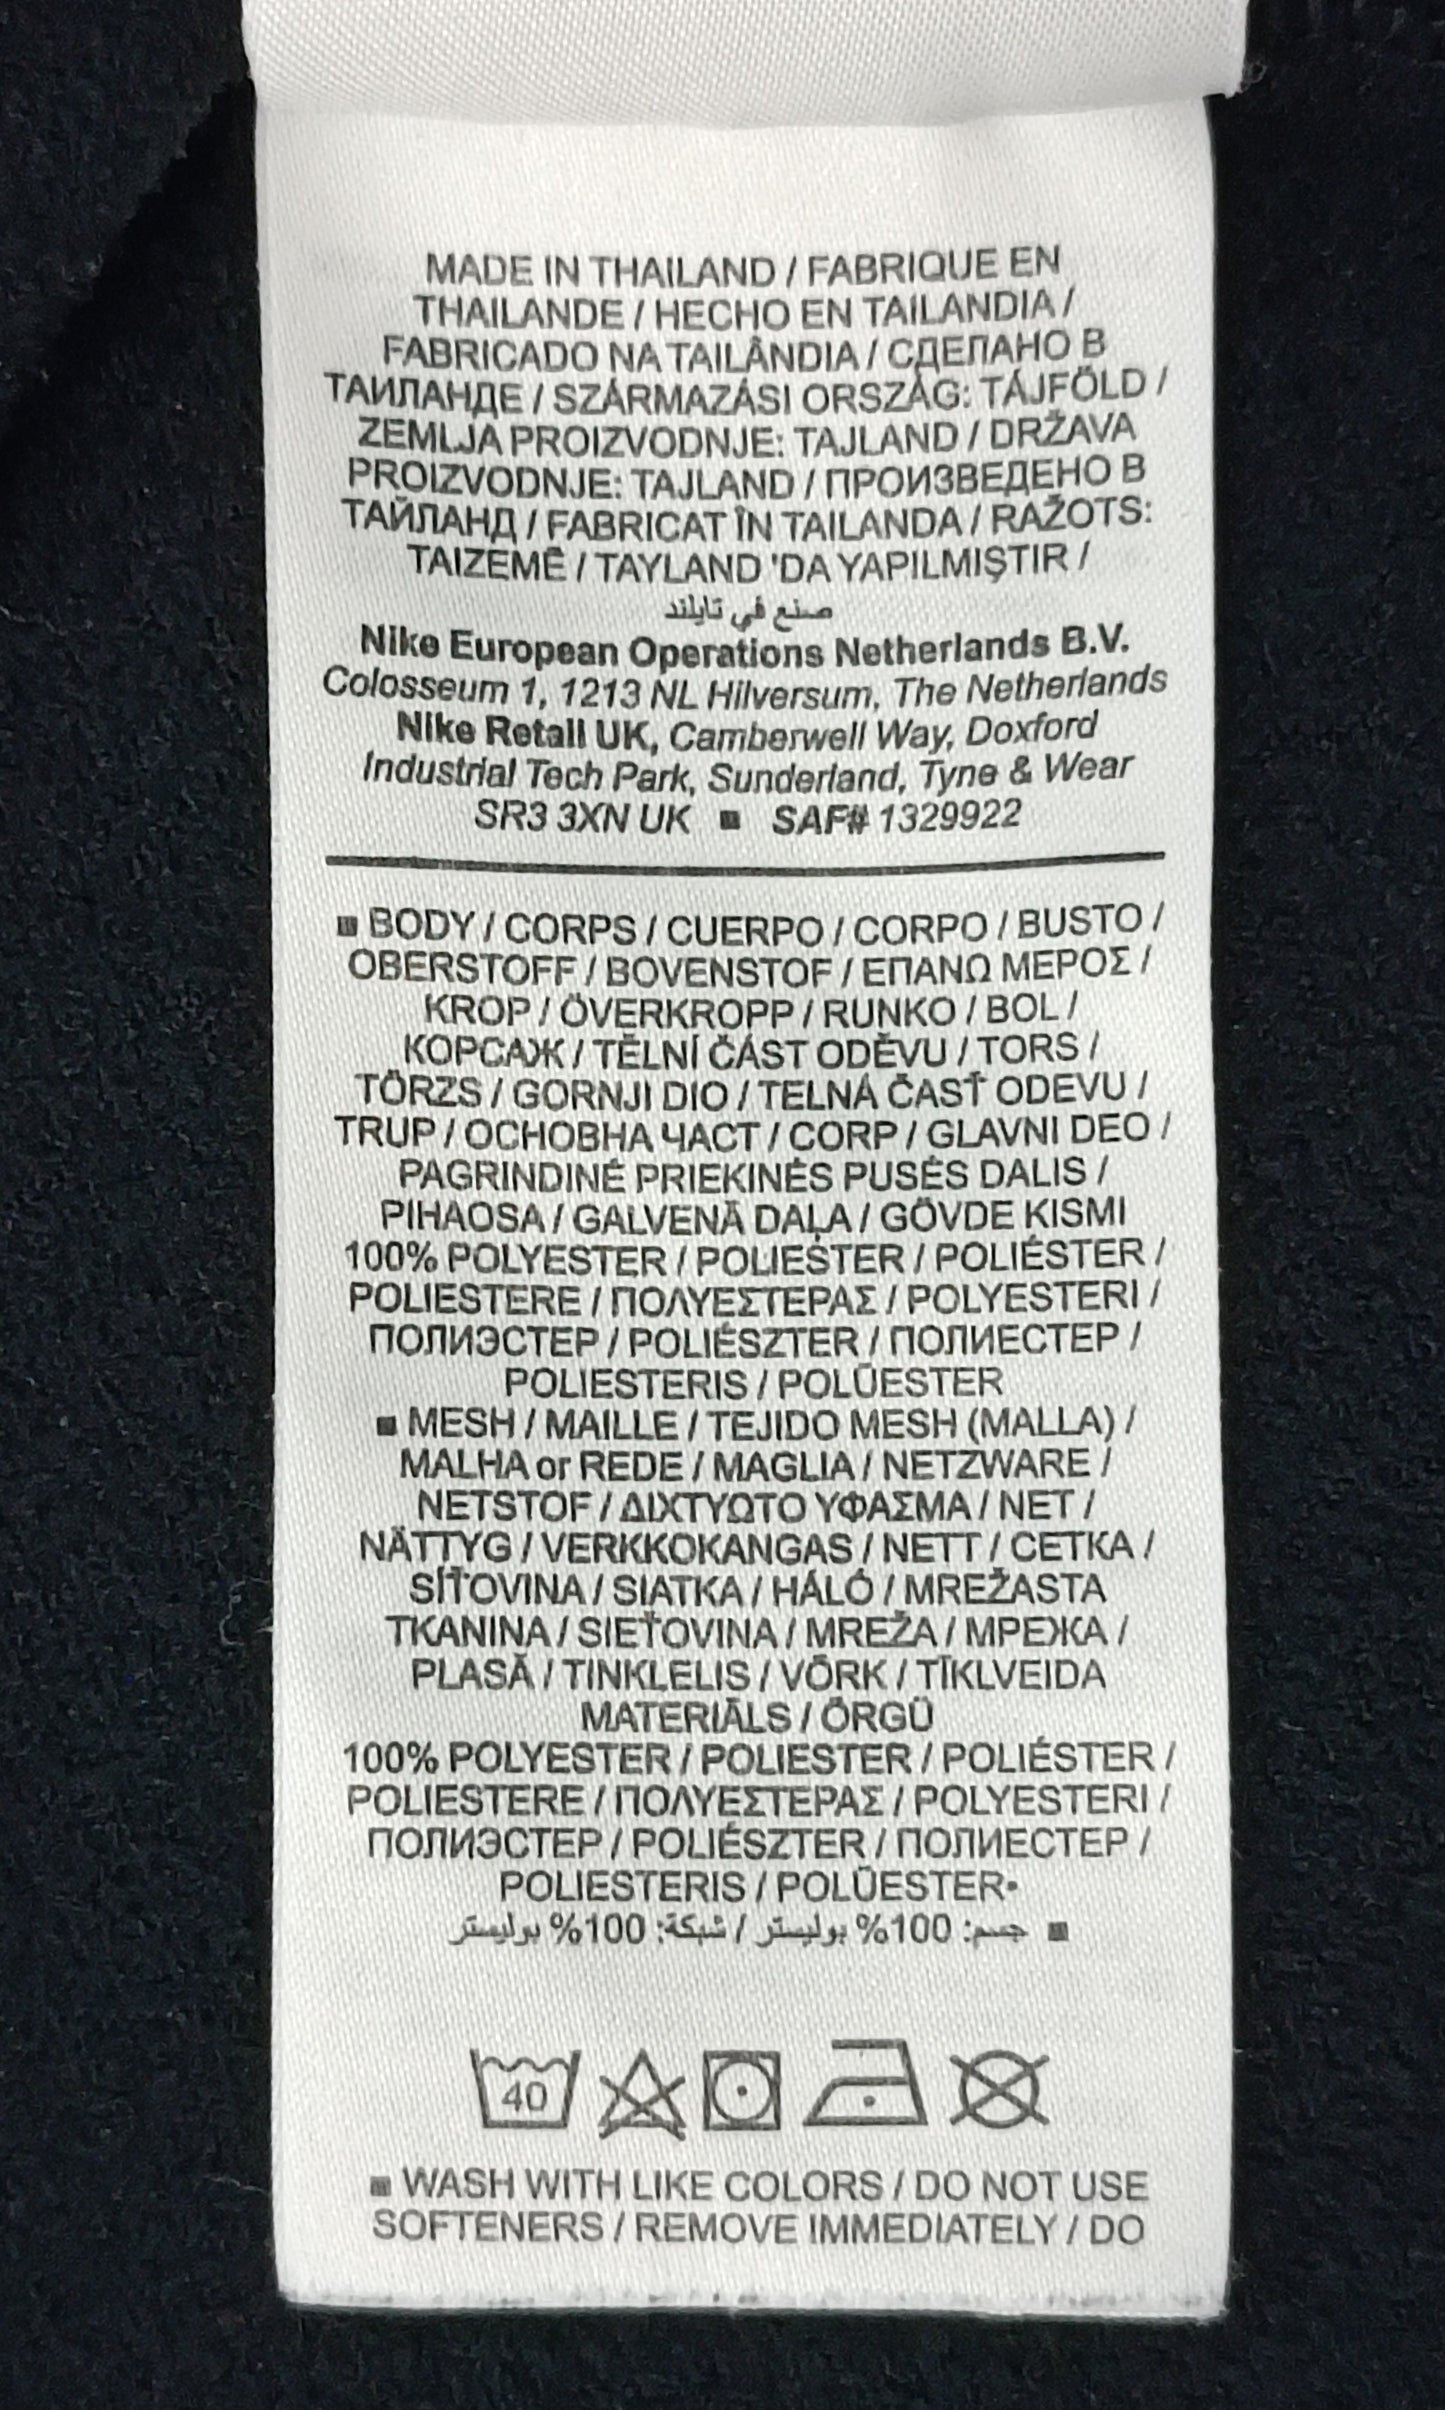 MADE IN THAILAND / FABRIQUE EN
THAILANDE / HECHO EN TAILANDIA /
FABRICADO NA TAILÂNDIA / СДЕЛАНО В
ТАИЛАНДЕ / SZÁRMAZÁSI ORSZÁG: TÁJFÖLD /
ZEMLJA PROIZVODNJE: TAJLAND / DRŽAVA
PROIZVODNJE: TAJLAND / ПРОИЗВЕДЕНО В
ТАЙЛАНД / FABRICAT ÎN TAILANDA / RAŽOTS:
TAIZEMĒ / TAYLAND 'DA YAPILMIŞTIR /
صنع في تايلند
Nike European Operations Netherlands B.V.
Colosseum 1, 1213 NL Hilversum, The Netherlands
Nike Retail UK, Camberwell Way, Doxford
Industrial Tech Park, Sunderland, Tyne & Wear
SR3 3XN UK ■ SAF# 1329922
■ BODY / CORPS / CUERPO / CORPO / BUSTO /
OBERSTOFF / BOVENSTOF / ΕΠΑΝΩ ΜΕΡΟΣ /
KROP / ÖVERKROPP / RUNKO / BOL /
КОРСАЖ / TĚLNÍ ČÁST ODĚVU / TORS /
TÖRZS / GORNJI DIO / TELNÁ ČASŤ ODEVU /
TRUP / ОСНОВНА ЧАСТ / CORP / GLAVNI DEO /
PAGRINDINĖ PRIEKINĖS PUSĖS DALIS /
PIHAOSA / GALVENĀ DAĻA / GÖVDE KISMI
100% POLYESTER / POLIESTER / POLIÉSTER /
POLIESTERE / ΠΟΛΥΕΣΤΕΡΑΣ / POLYESTERI /
ПОЛИЭСТЕР / POLIÉSZTER / ПОЛИЕСТЕР /
POLIESTERIS / POLÜESTER
■ MESH / MAILLE / TEJIDO MESH (MALLA) /
MALHA or REDE / MAGLIA / NETZWARE /
NETSTOF / ΔΙΧΤΥΩΤΟ ΥΦΑΣΜΑ / NET /
NÄTTYG / VERKKOKANGAS / NETT / СЕТКА /
SÍŤOVINA / SIATKA / HÁLÓ / MREŽASTA
TKANINA / SIEŤOVINA / MREŽA / МРЕЖА /
PLASĂ / TINKLELIS / VÕRK / TĪKLVEIDA
MATERIĀLS / ÖRGÜ
100% POLYESTER / POLIESTER / POLIÉSTER /
POLIESTERE / ΠΟΛΥΕΣΤΕΡΑΣ / POLYESTERI /
ПОЛИЭСТЕР / POLIÉSZTER / ПОЛИЕСТЕР /
POLIESTERIS / POLÜESTER•
■ جسم: 100% بوليستر / شبكة: 100% بوليستر
40
■ WASH WITH LIKE COLORS / DO NOT USE
SOFTENERS / REMOVE IMMEDIATELY / DO